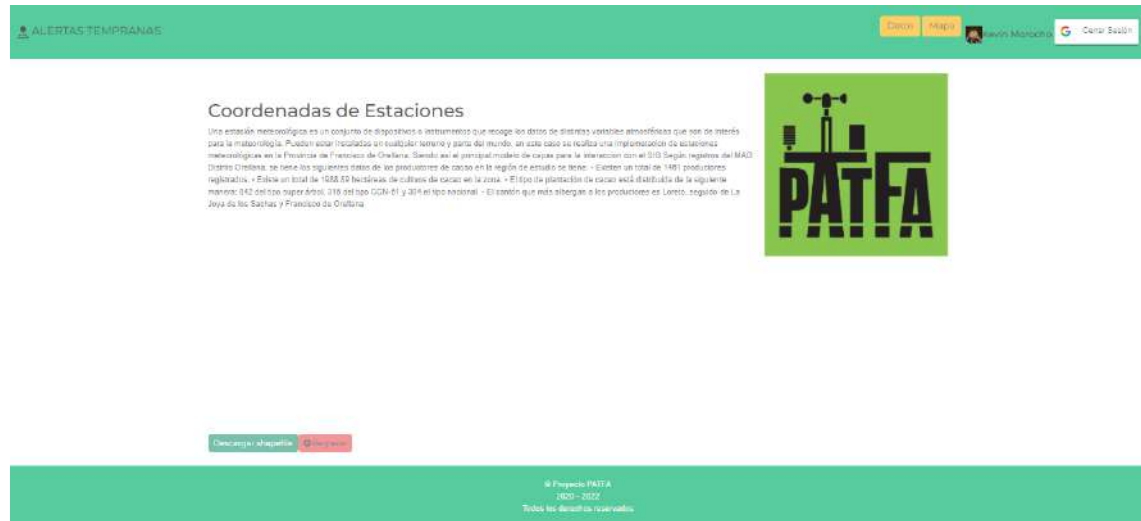 ALERTAS TEMPRANAS
Datos Mapa Kevin Morocho Cerrar Sesión
Coordenadas de Estaciones
Una estación meteorológica es un conjunto de dispositivos o instrumentos que recoge los datos de distintas variables atmosféricas que son de interés
para la meteorología. Pueden estar instaladas en cualquier terreno y parte del mundo, en este caso se realiza una implementación de estaciones
meteorológicas en la Provincia de Francisco de Orellana. Siendo así el principal modelo de capas para la interaccion con el SIG Según registros del MAG
Distrito Orellana, se tiene los siguientes datos de los productores de cacao en la región de estudio se tiene: - Existen un total de 1461 productores
registrados. - Existe un total de 1988.89 hectáreas de cultivos de cacao en la zona. - El tipo de plantación de cacao está distribuida de la siguiente
manera: del tipo super árbol, 318 del tipo CCN-51 y 304 el tipo nacional. - El cantón que más albergas a los productores es Loreto, seguido de La
Joya de los Sachas y Francisco de Orellana
PATFA
Descargar shapefile Regresar
© Proyecto PATFA
2020 - 2022
Todos los derechos reservados